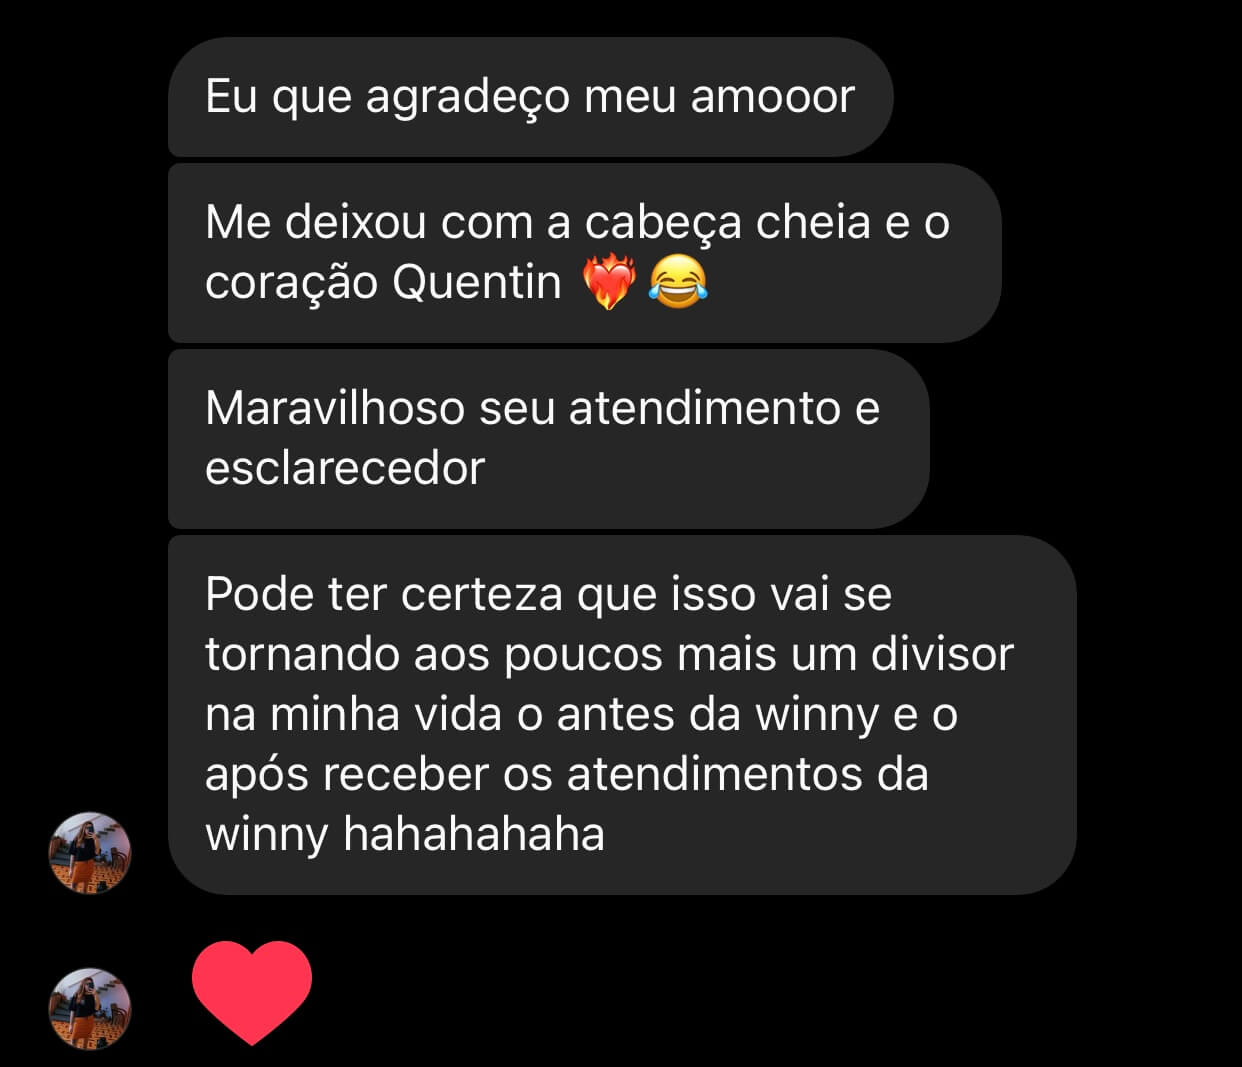 Eu que agradeço meu amooor
Me deixou com a cabeça cheia e o
coração Quentin ❤️‍🔥😂
Maravilhoso seu atendimento e
esclarecedor
Pode ter certeza que isso vai se
tornando aos poucos mais um divisor
na minha vida o antes da winny e o
após receber os atendimentos da
winny hahahahaha